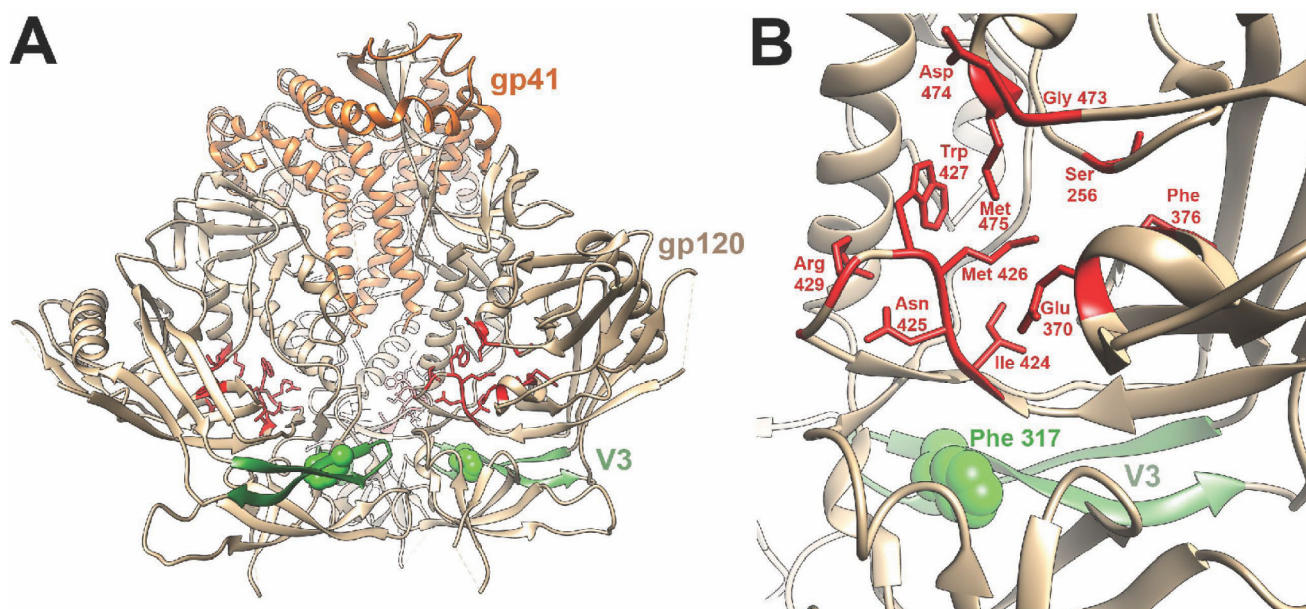 A
gp41
gp120
V3
B
Asp
474
Gly 473
Trp
427
Ser
256
Met
475
Phe
376
Arg
429
Met 426
Asn
425
Glu
370
Ile 424
Phe 317
V3